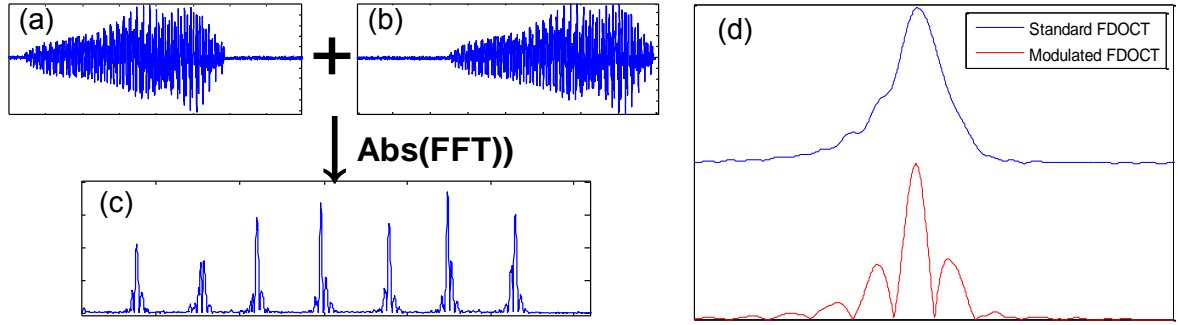 (a)
+
(b)
Abs(FFT))
(c)
(d)
Standard FDOCT
Modulated FDOCT